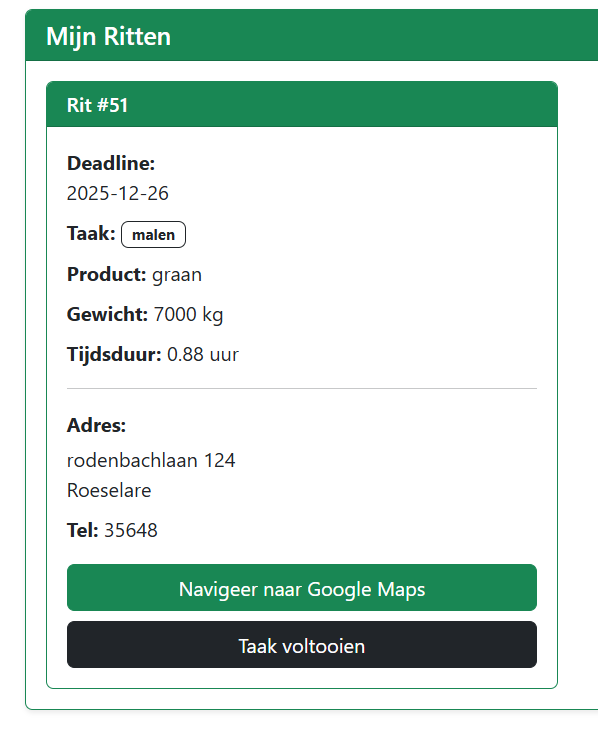 Mijn Ritten
Rit #51
Deadline:
2025-12-26
Taak: malen
Product: graan
Gewicht: 7000 kg
Tijdsduur: 0.88 uur
Adres:
rodenbachlaan 124
Roeselare
Tel: 35648
Navigeer naar Google Maps
Taak voltooien